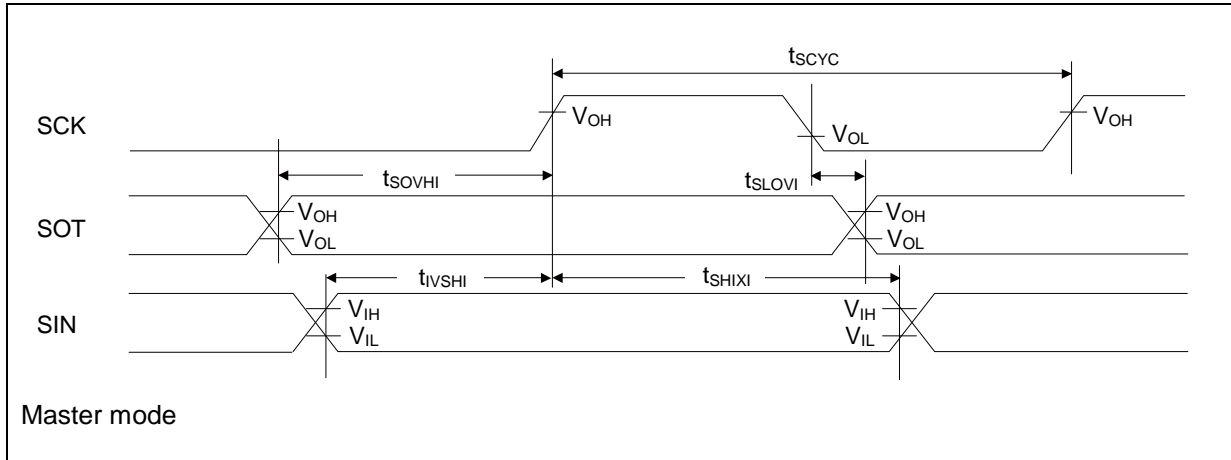 tSCYC
SCK
VOH
VOL
VOH
tSOVHI
tSLOVI
SOT
VOH
VOL
VOH
VOL
tIVSHI
tSHIXI
SIN
VIH
VIL
VIH
VIL
Master mode